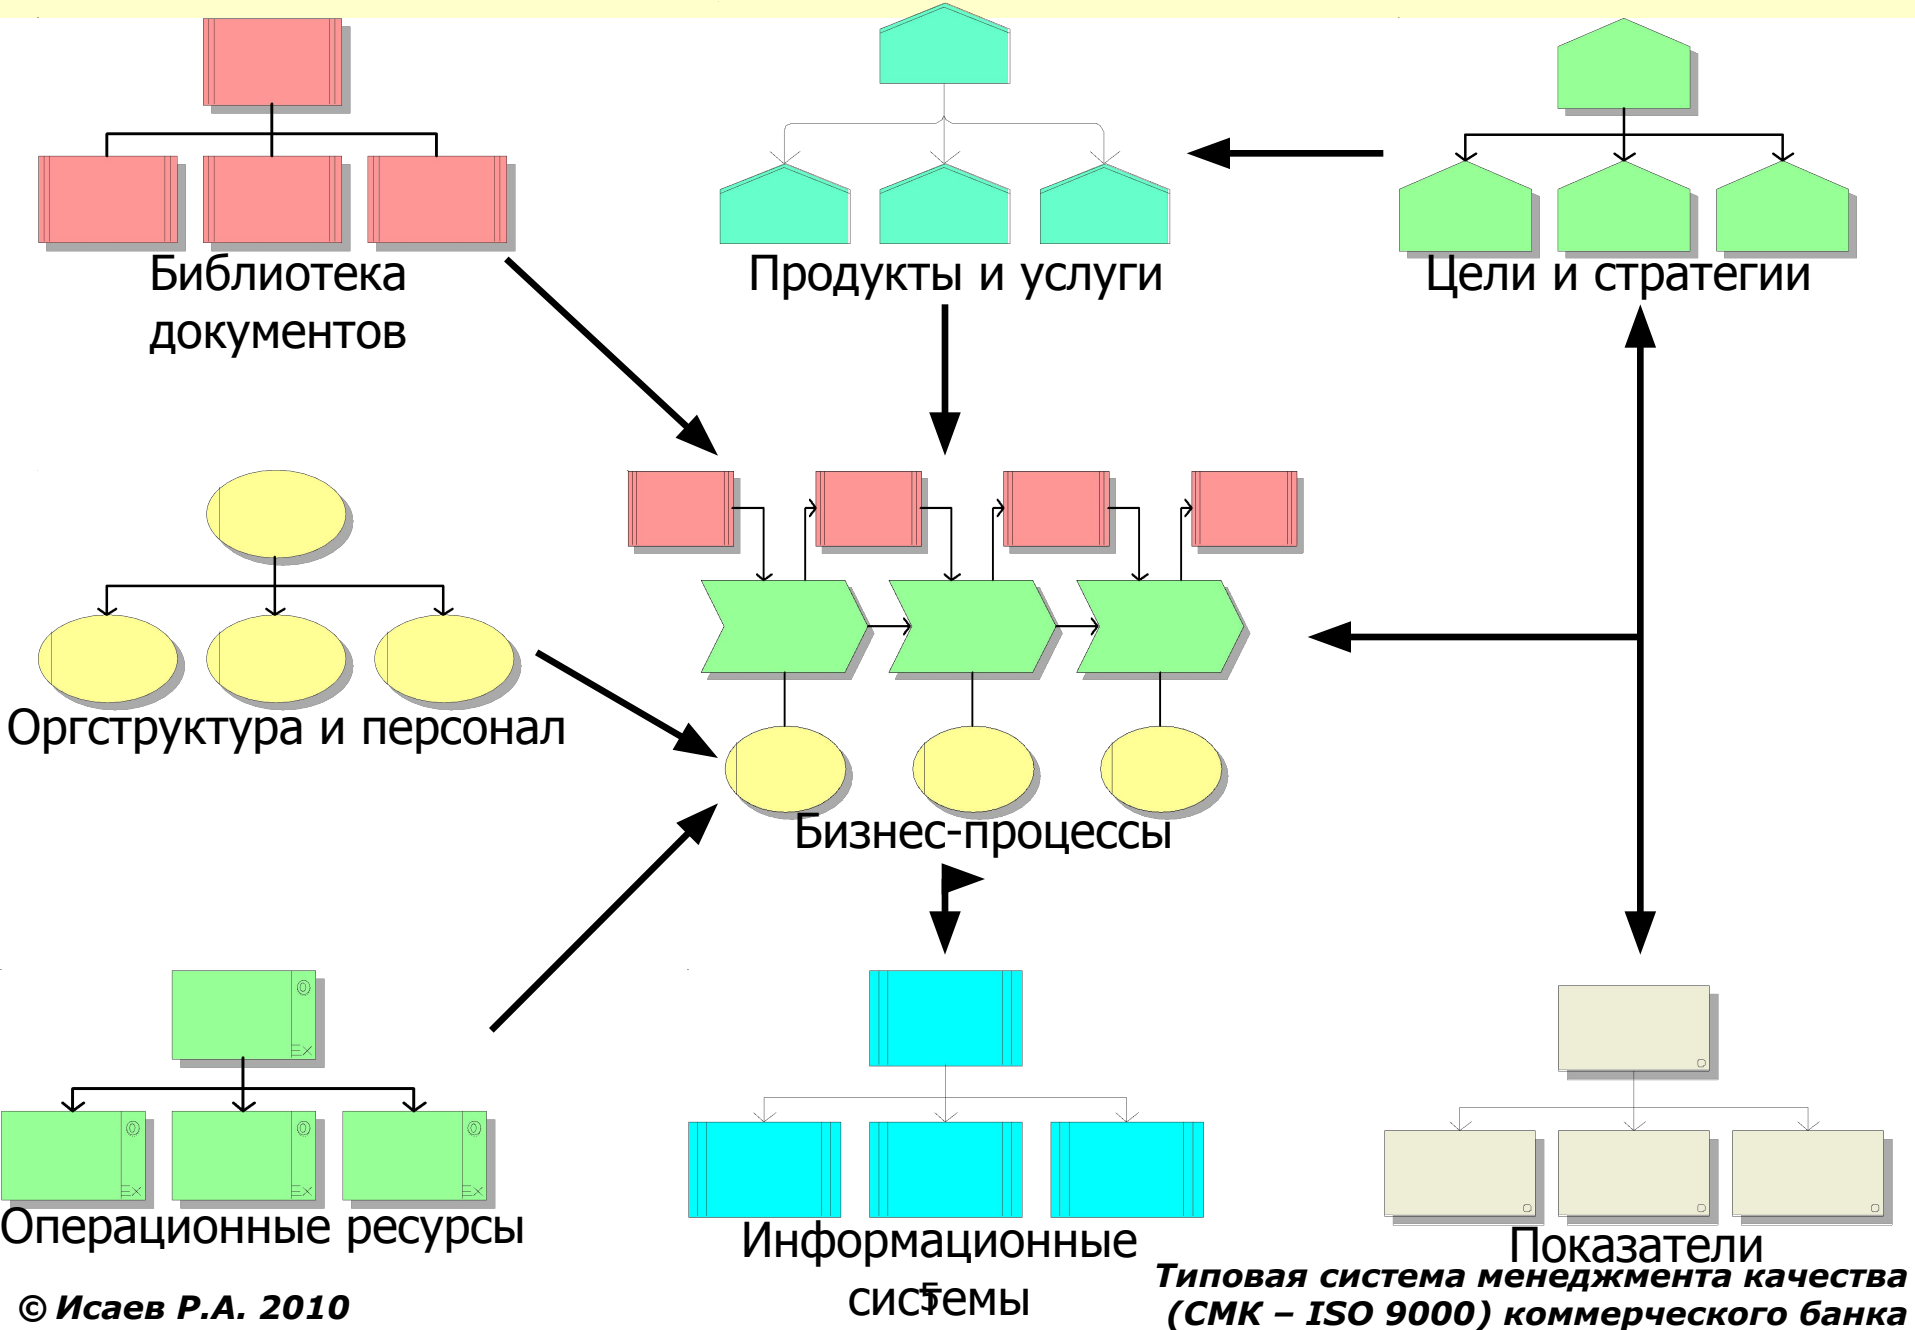 Библиотека
документов
Продукты и услуги
Цели и стратегии
Оргструктура и персонал
Бизнес-процессы
Операционные ресурсы
Информационные
системы
Показатели
© Исаев Р.А. 2010
5
Типовая система менеджмента качества
(СМК – ISO 9000) коммерческого банка